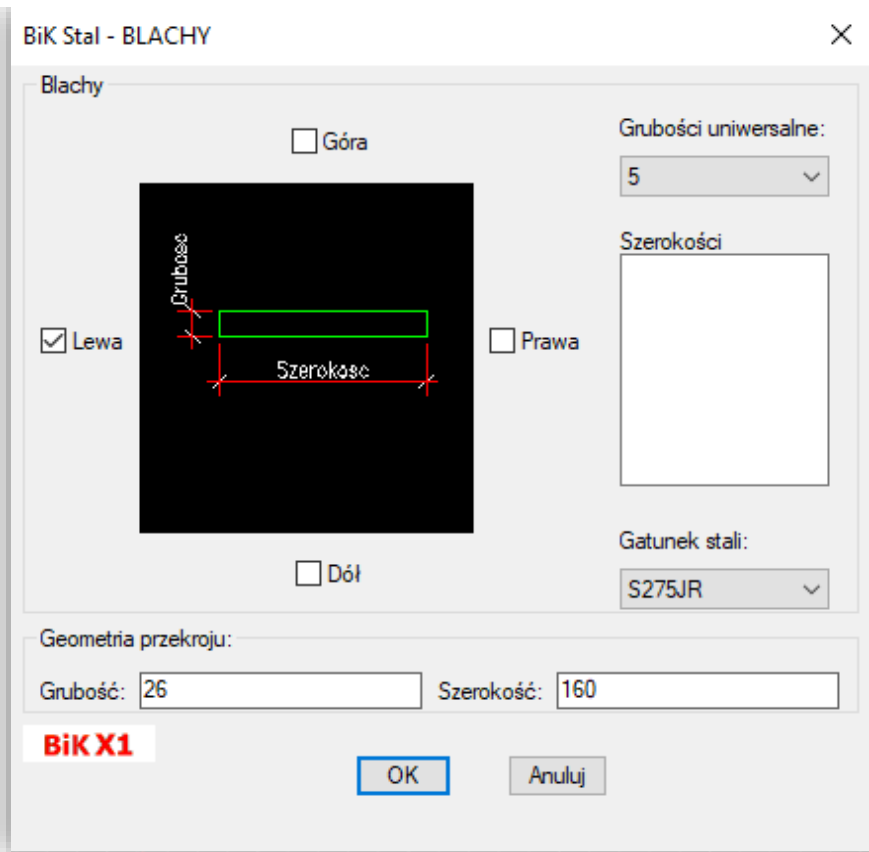 BiK Stal - BLACHY
Blachy
Góra
Grubości uniwersalne:
5
Szerokości
Grubosc
Lewa
Prawa
Szerokosc
Gatunek stali:
Dół
S275JR
Geometria przekroju:
Grubość: 26 Szerokość: 160
BiK X1
OK Anuluj